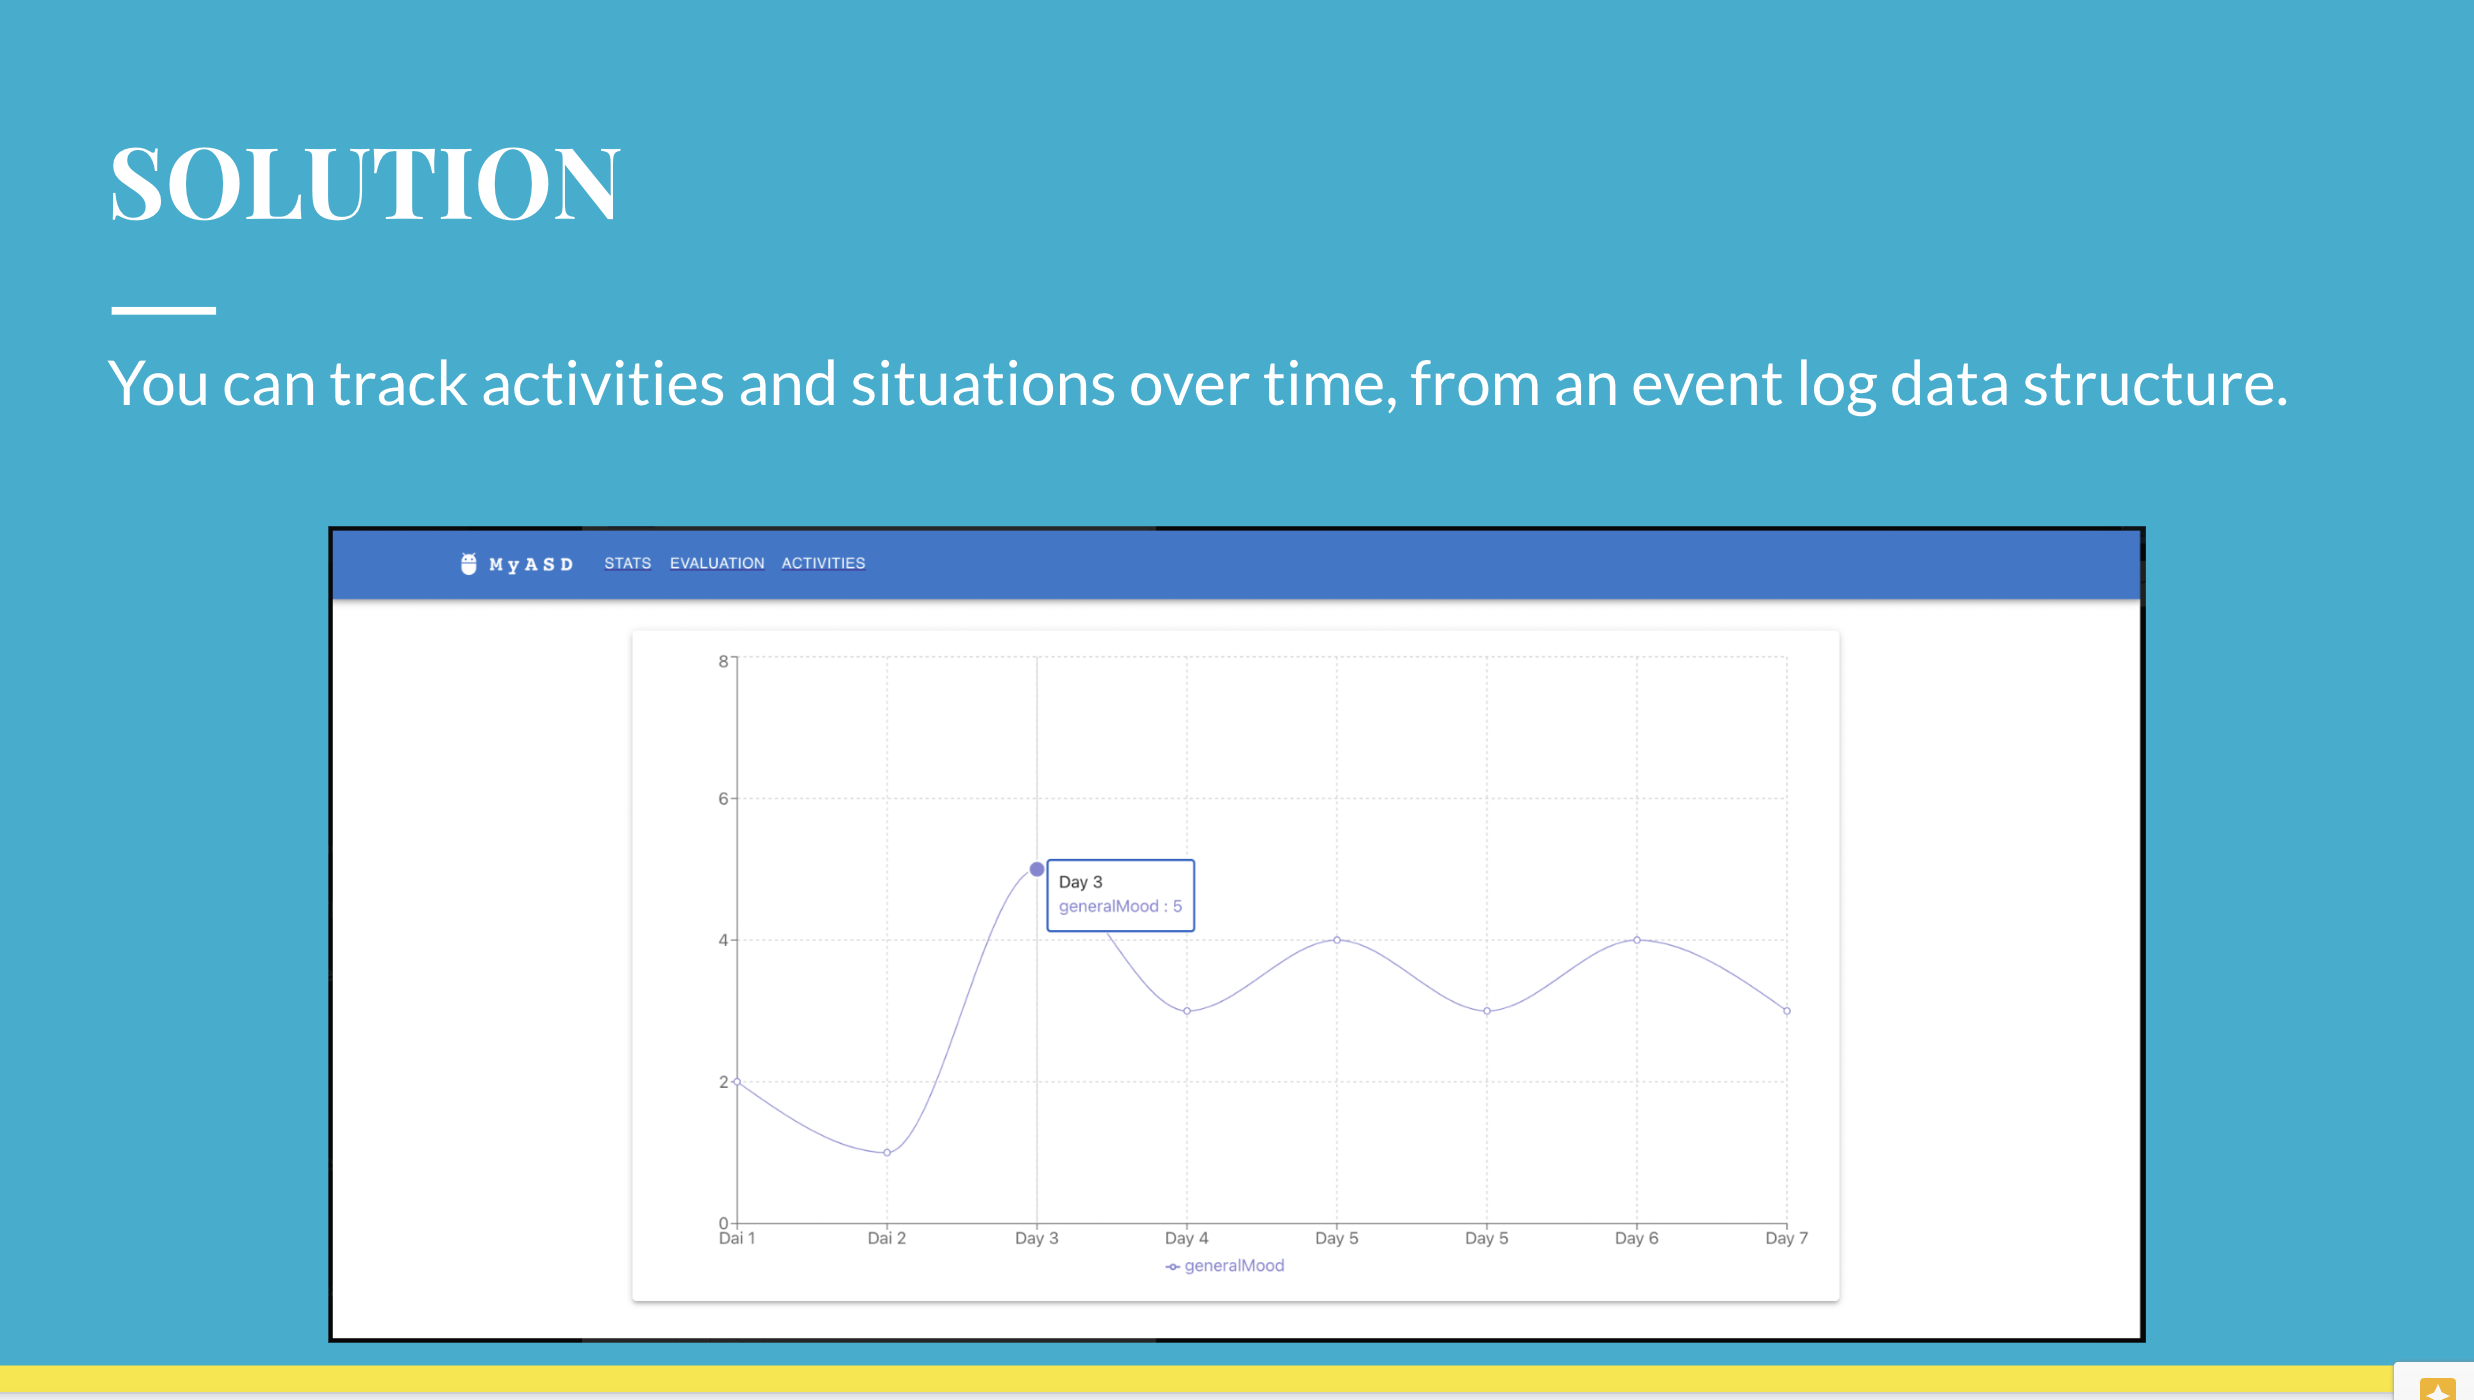 SOLUTION
You can track activities and situations over time, from an event log data structure.
MyASD STATS EVALUATION ACTIVITIES
8
6
Day 3
generalMood : 5
4
2
0
Dai 1 Dai 2 Day 3 Day 4 Day 5 Day 5 Day 6 Day 7
generalMood